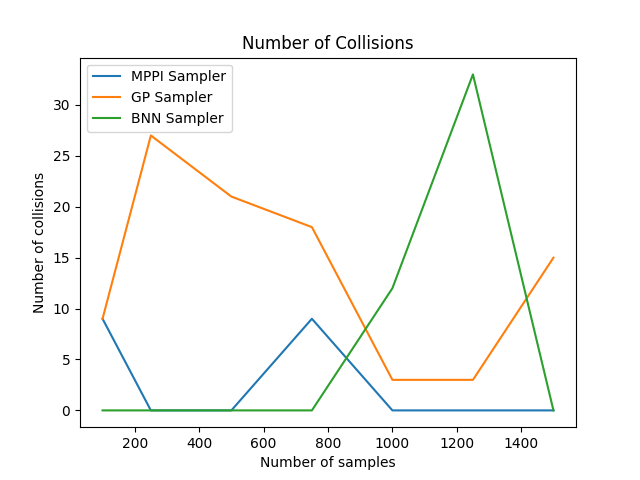 Number of Collisions
MPPI Sampler
GP Sampler
BNN Sampler
Number of collisions
30
25
20
15
10
5
0
200 400 600 800 1000 1200 1400
Number of samples